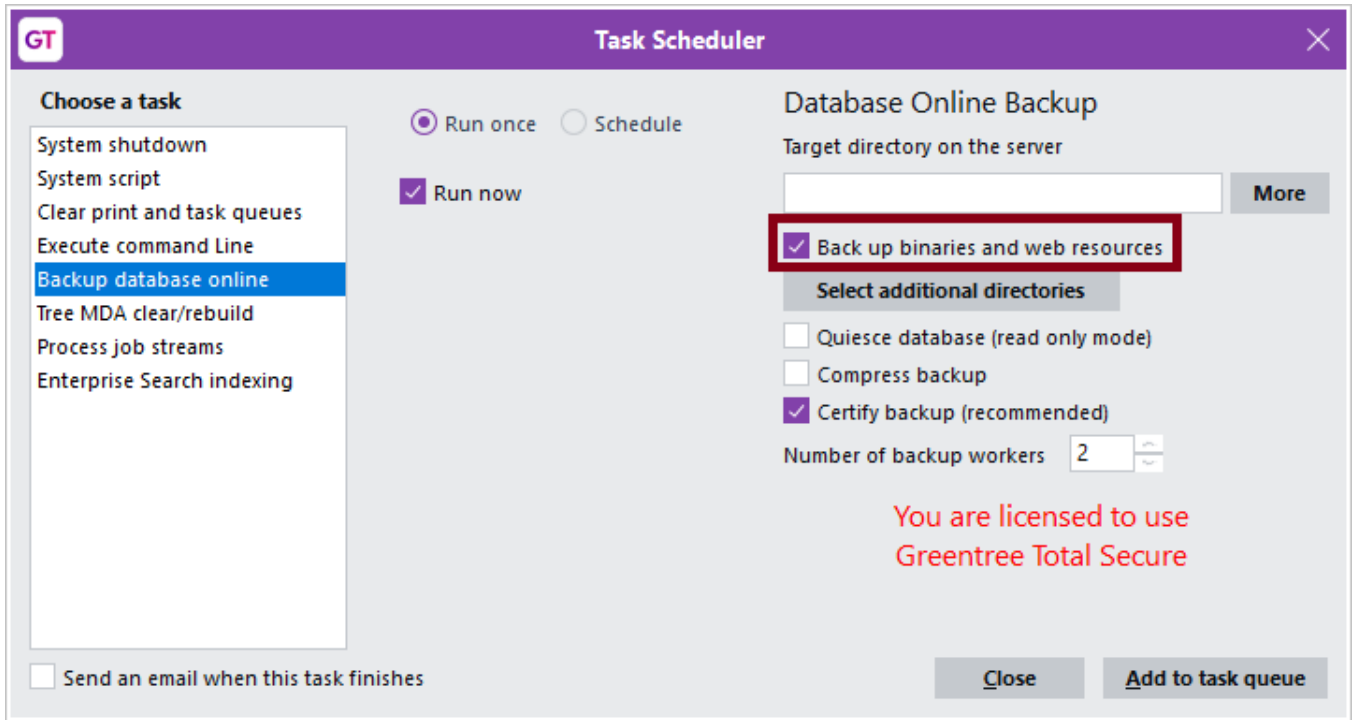 GT
Task Scheduler
Choose a task
System shutdown
System script
Clear print and task queues
Execute command Line
Backup database online
Tree MDA clear/rebuild
Process job streams
Enterprise Search indexing
Send an email when this task finishes
Run once
Schedule
Run now
Database Online Backup
Target directory on the server
More
Back up binaries and web resources
Select additional directories
Quiesce database (read only mode)
Compress backup
Certify backup (recommended)
Number of backup workers 2
You are licensed to use
Greentree Total Secure
Close
Add to task queue